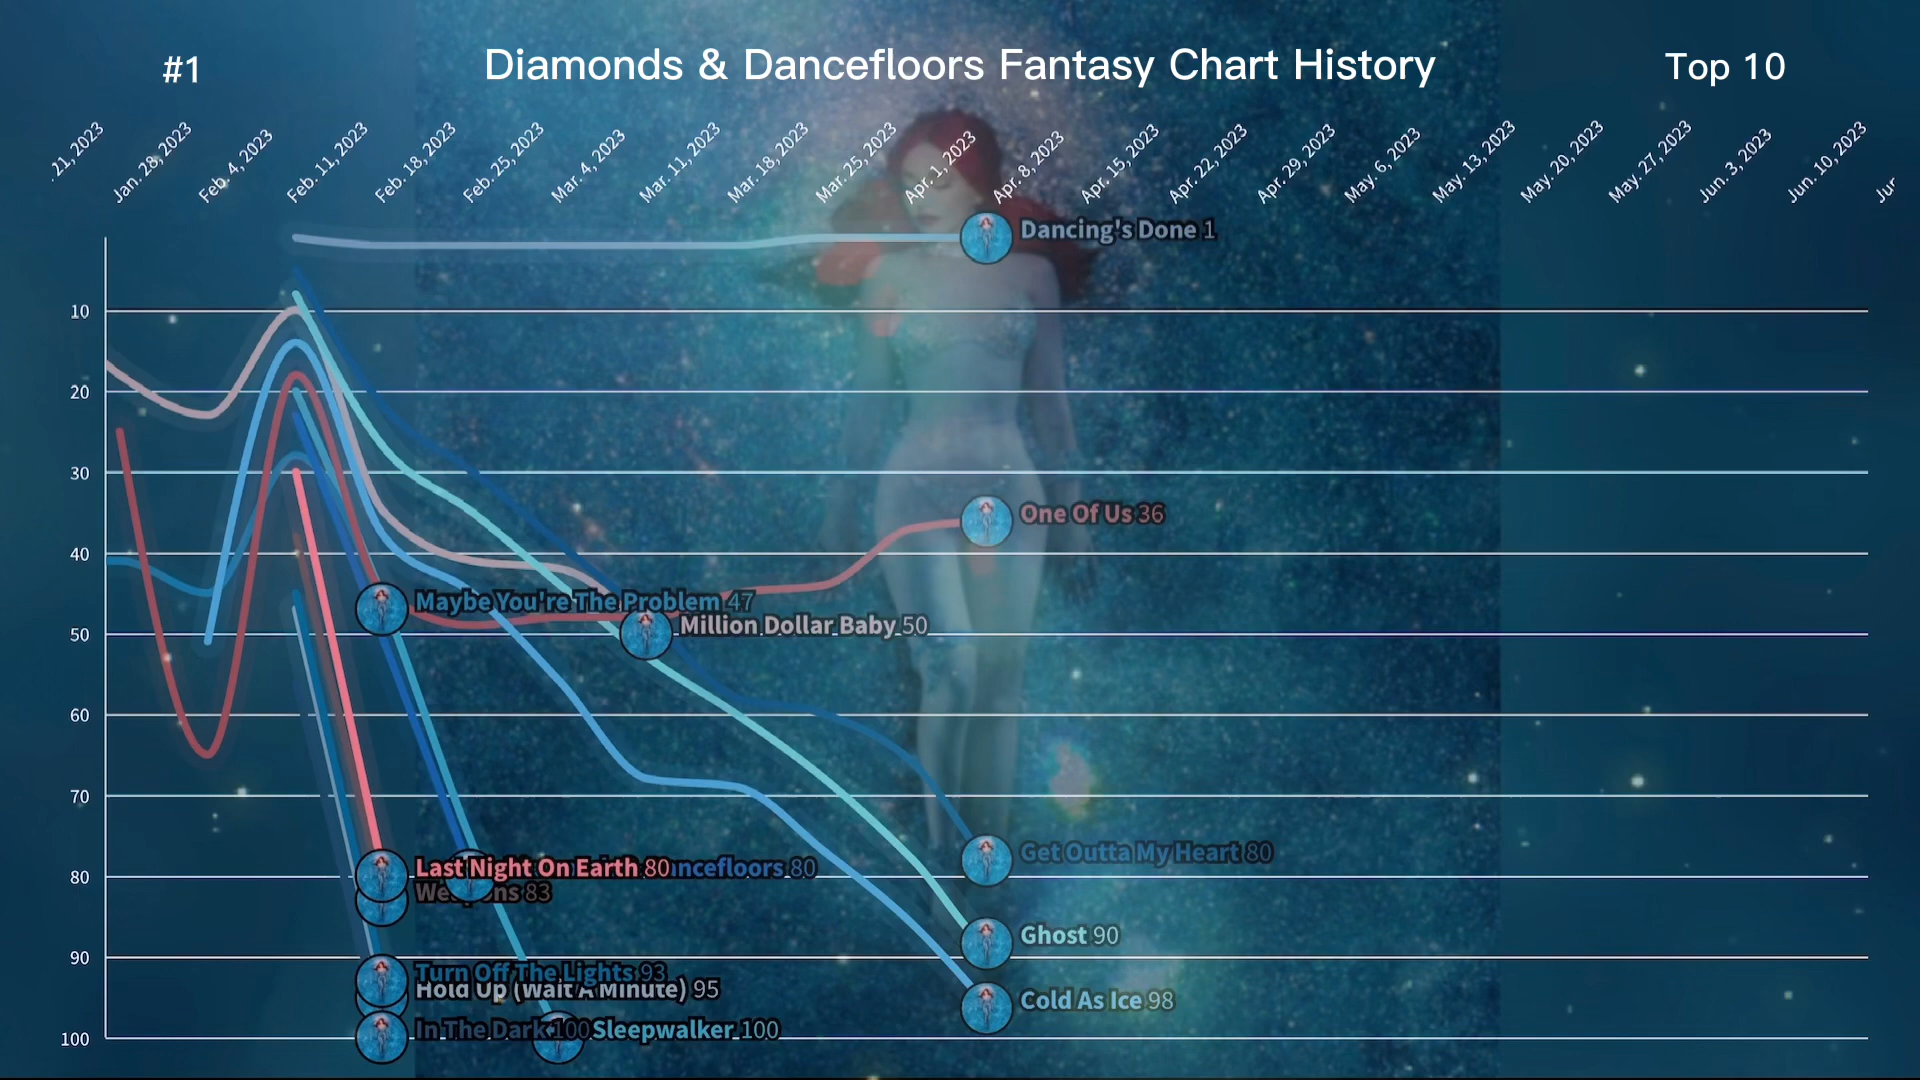 #1
Diamonds & Dancefloors Fantasy Chart History
Top 10
21, 2023
Jan. 28, 2023
Feb. 4, 2023
Feb. 11, 2023
Feb. 18, 2023
Feb. 25, 2023
Mar. 4, 2023
Mar. 11, 2023
Mar. 18, 2023
Mar. 25, 2023
Apr. 1, 2023
Apr. 8, 2023
Apr. 15, 2023
Apr. 22, 2023
Apr. 29, 2023
May. 6, 2023
May. 13, 2023
May. 20, 2023
May. 27, 2023
Jun. 3, 2023
Jun. 10, 2023
Dancing's Done 1
10
20
30
40
One Of Us 36
Maybe You're The Problem 47
Million Dollar Baby 50
50
60
70
80
Get Outta My Heart 80
Last Night On Earth 80
ncefloors 80
83
Ghost 90
90
Turn Off The Lights 93
Hold Up (Wait A Minute) 95
Cold As Ice 98
In The Dark 100
Sleepwalker 100
100